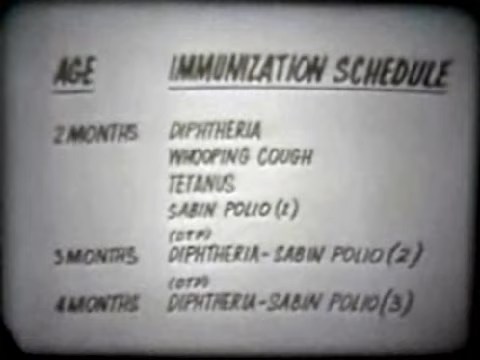 AGE IMMUNIZATION SCHEDULE
2 MONTHS DIPHTHERIA
WHOOPING COUGH
TETANUS
SABIN POLIO (1)
(DTP)
3 MONTHS DIPHTHERIA-SABIN POLIO (2)
(DTP)
4 MONTHS DIPHTHERIA-SABIN POLIO (3)